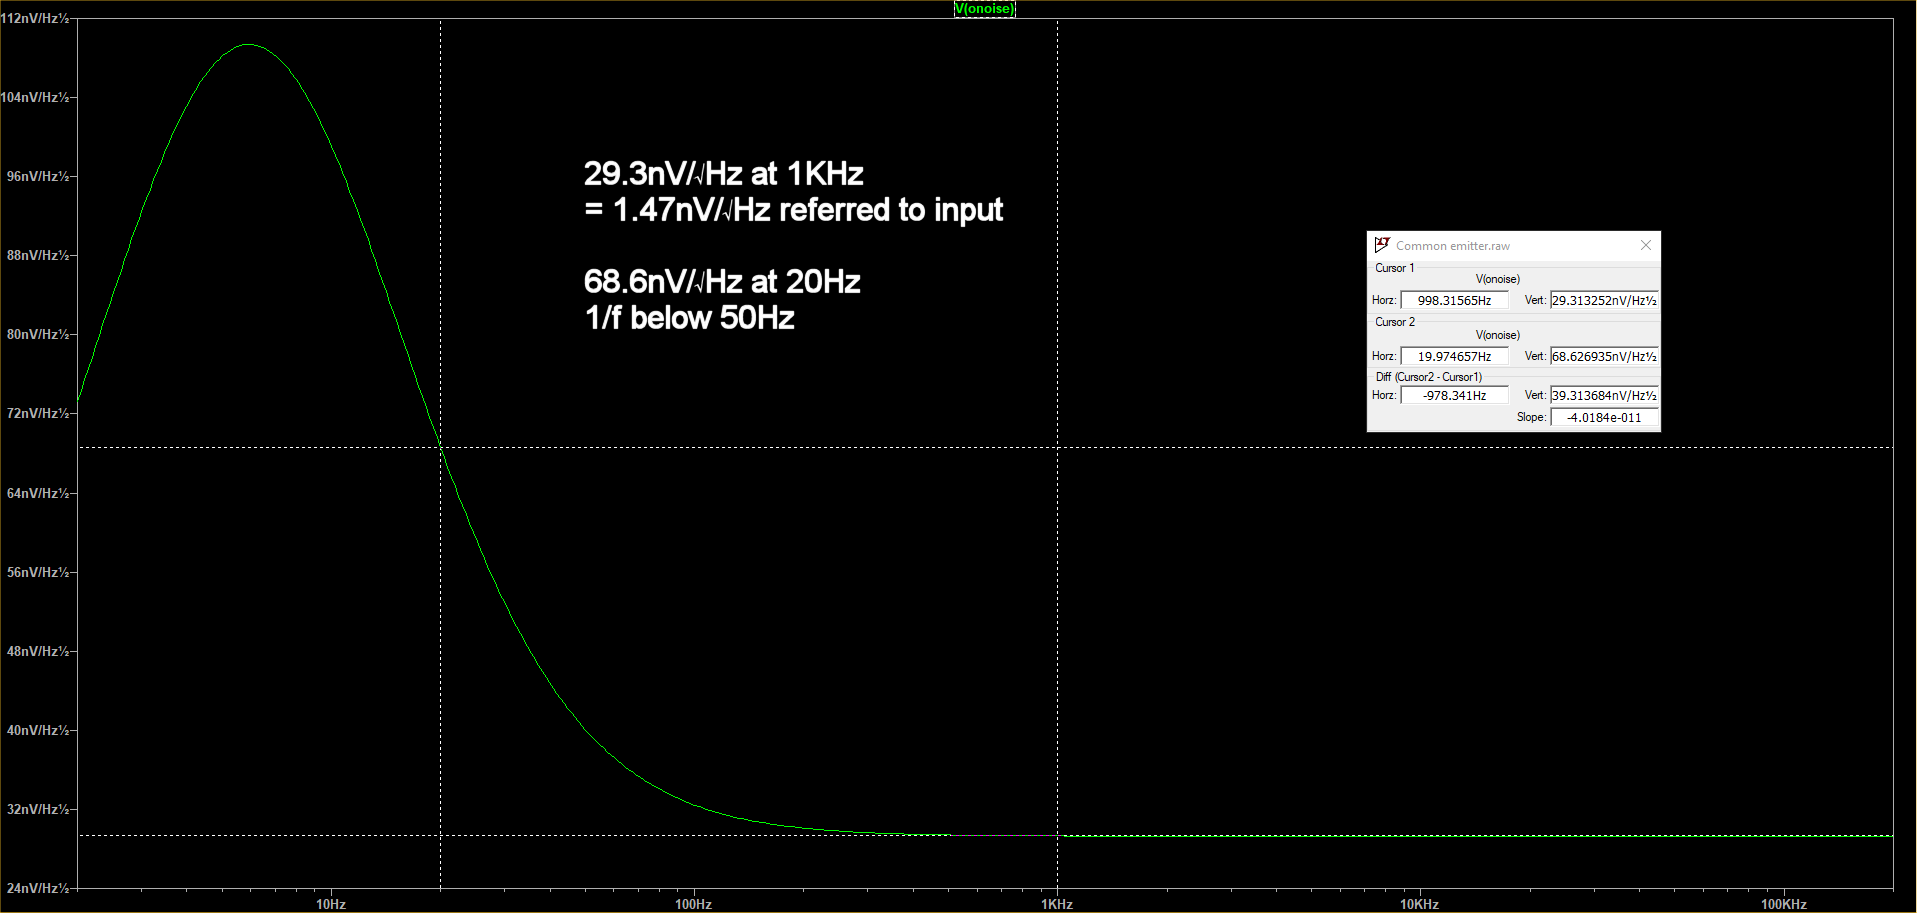 V(onoise)
112nV/Hz½
104nV/Hz½
96nV/Hz½
88nV/Hz½
80nV/Hz½
72nV/Hz½
64nV/Hz½
56nV/Hz½
48nV/Hz½
40nV/Hz½
32nV/Hz½
24nV/Hz½
29.3nV/√Hz at 1KHz
= 1.47nV/√Hz referred to input
68.6nV/√Hz at 20Hz
1/f below 50Hz
Common emitter.raw
Cursor 1
V(onoise)
Horz: 998.31565Hz Vert: 29.313252nV/Hz½
Cursor 2
V(onoise)
Horz: 19.974657Hz Vert: 68.626935nV/Hz½
Diff (Cursor2 - Cursor1)
Horz: -978.341Hz Vert: 39.313684nV/Hz½
Slope: -4.0184e-011
10Hz 100Hz 1KHz 10KHz 100KHz